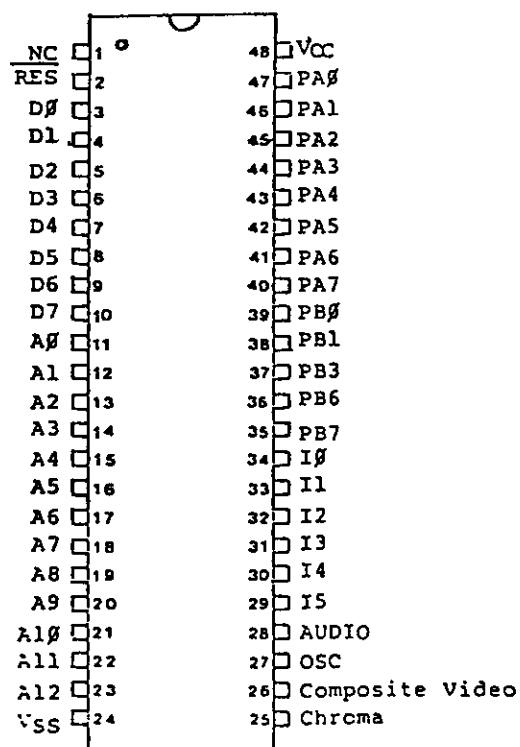 NC 1 48 VCC
RES 2 47 PAØ
DØ 3 46 PA1
D1 4 45 PA2
D2 5 44 PA3
D3 6 43 PA4
D4 7 42 PA5
D5 8 41 PA6
D6 9 40 PA7
D7 10 39 PBØ
AØ 11 38 PB1
A1 12 37 PB3
A2 13 36 PB6
A3 14 35 PB7
A4 15 34 IØ
A5 16 33 I1
A6 17 32 I2
A7 18 31 I3
A8 19 30 I4
A9 20 29 I5
A1Ø 21 28 AUDIO
A11 22 27 OSC
A12 23 26 Composite Video
VSS 24 25 Chroma